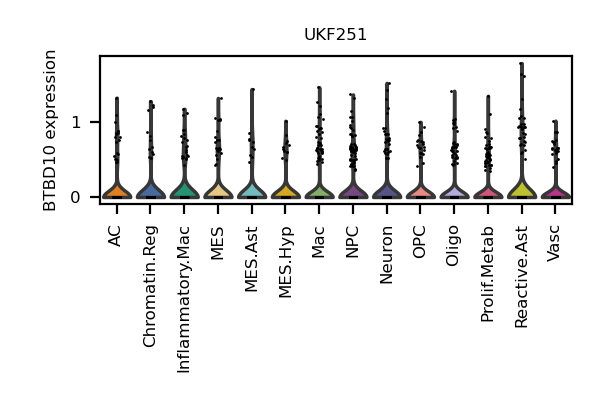 UKF251
BTBD10 expression
1
0
AC
Chromatin.Reg
Inflammatory.Mac
MES
MES.Ast
MES.Hyp
Mac
NPC
Neuron
OPC
Oligo
Prolif.Metab
Reactive.Ast
Vasc